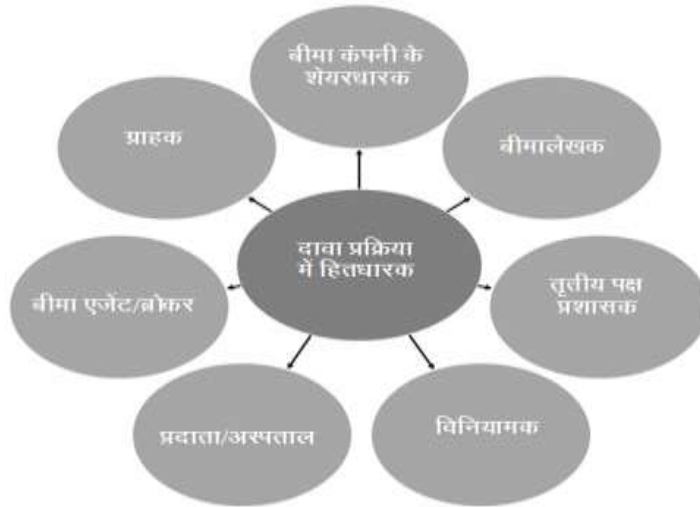 बीमा कंपनी के
शेयरधारक
ग्राहक
बीमालेखक
दावा प्रक्रिया
में हितधारक
बीमा एजेंट/ब्रोकर
तृतीय पक्ष
प्रशासक
प्रदाता/अस्पताल
विनियामक